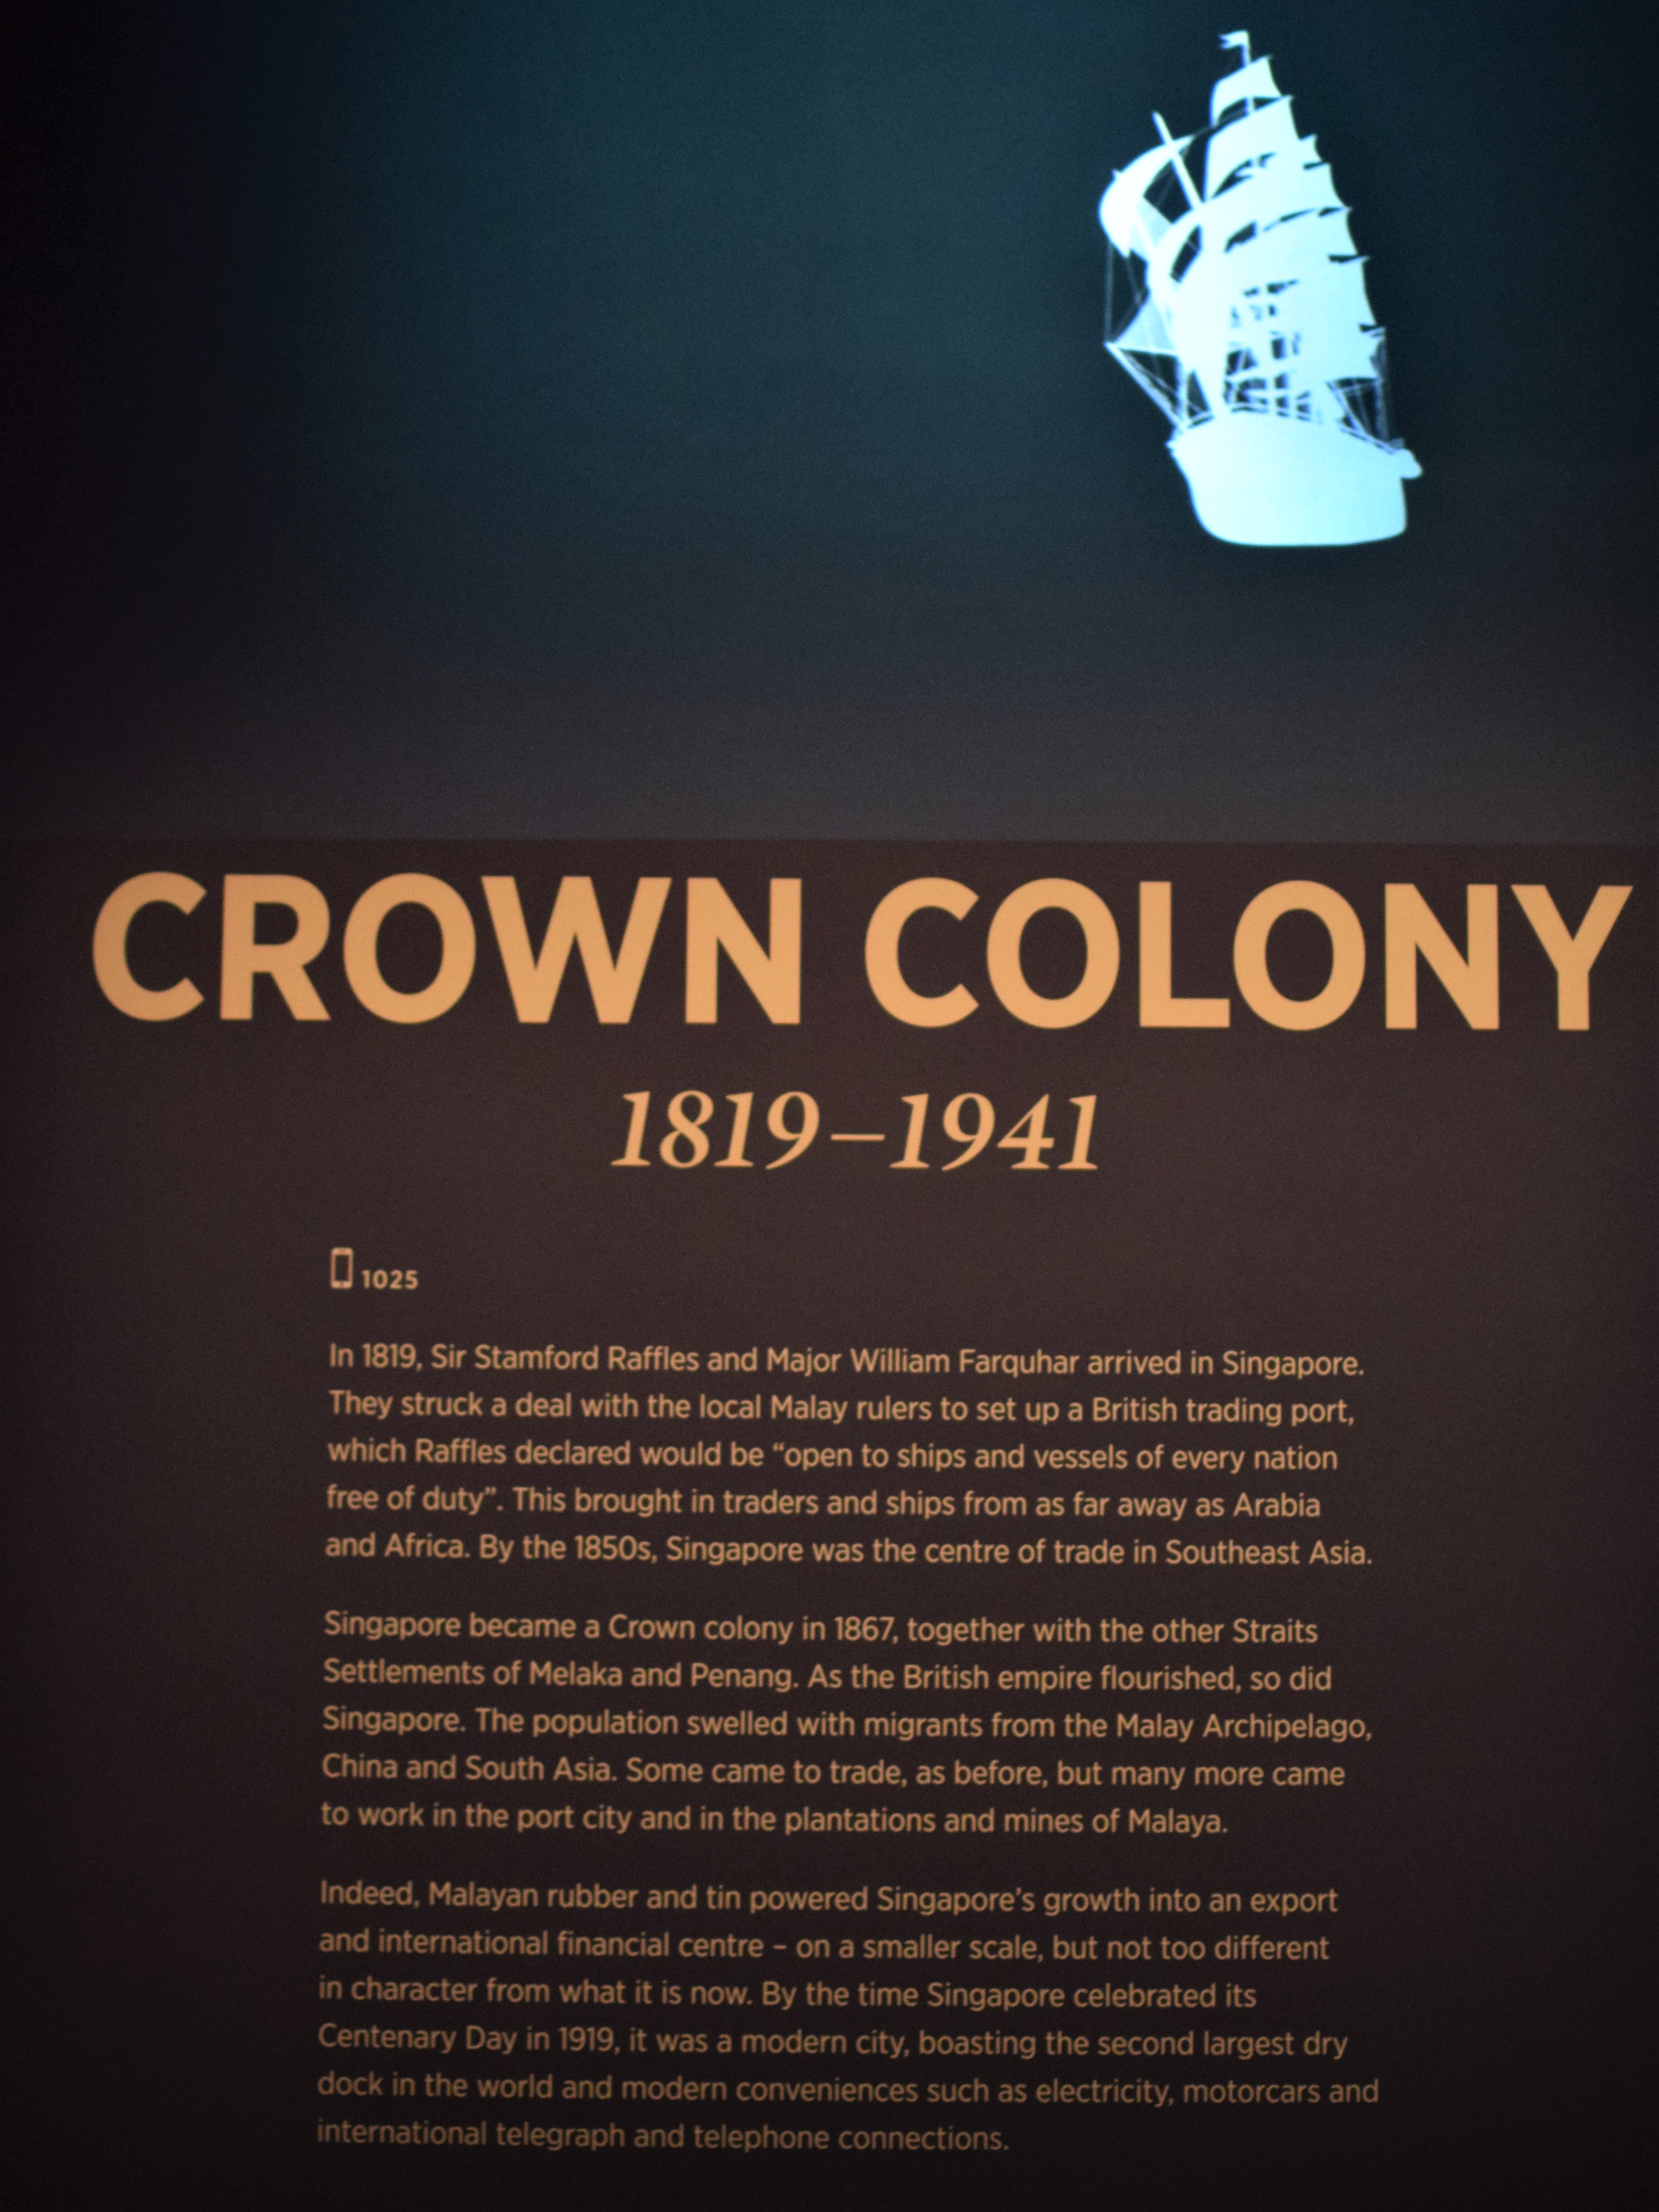 CROWN COLONY
1819–1941
1025
In 1819, Sir Stamford Raffles and Major William Farquhar arrived in Singapore.
They struck a deal with the local Malay rulers to set up a British trading port,
which Raffles declared would be “open to ships and vessels of every nation
free of duty”. This brought in traders and ships from as far away as Arabia
and Africa. By the 1850s, Singapore was the centre of trade in Southeast Asia.
Singapore became a Crown colony in 1867, together with the other Straits
Settlements of Melaka and Penang. As the British empire flourished, so did
Singapore. The population swelled with migrants from the Malay Archipelago,
China and South Asia. Some came to trade, as before, but many more came
to work in the port city and in the plantations and mines of Malaya.
Indeed, Malayan rubber and tin powered Singapore’s growth into an export
and international financial centre – on a smaller scale, but not too different
in character from what it is now. By the time Singapore celebrated its
Centenary Day in 1919, it was a modern city, boasting the second largest dry
dock in the world and modern conveniences such as electricity, motorcars and
international telegraph and telephone connections.